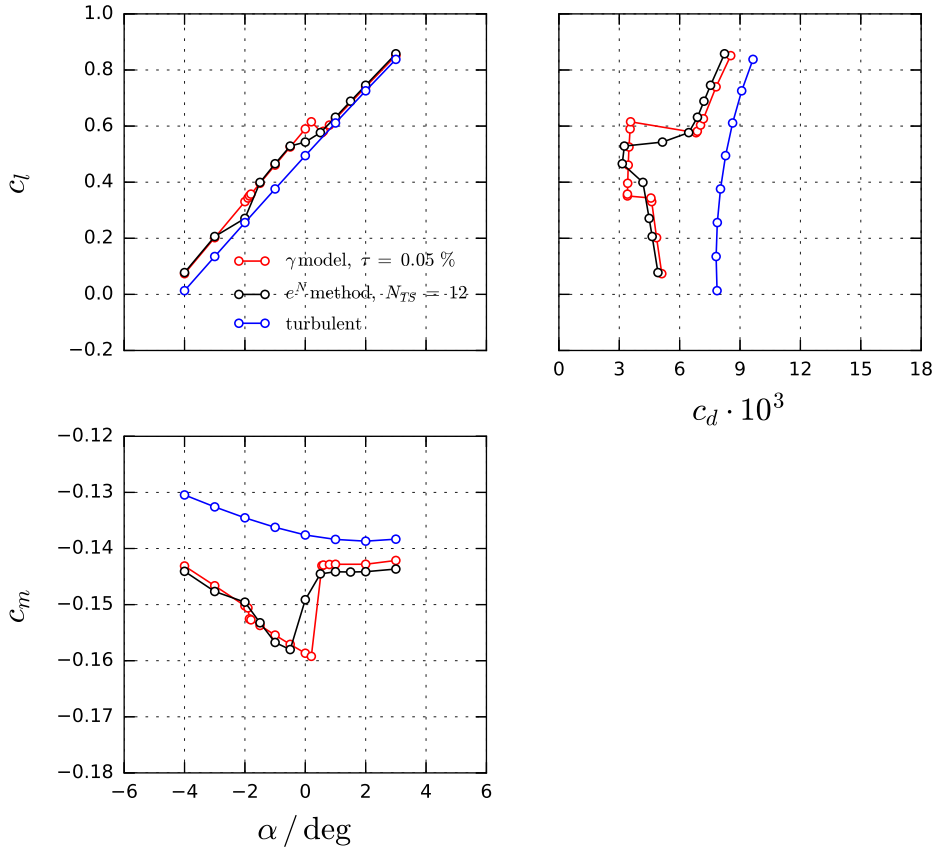 1.0
0.8
0.6
0.4
0.2
0.0
−0.2
c_l
γ model, τ = 0.05 %
e^N method, N_{TS} = 12
turbulent
0 3 6 9 12 15 18
c_d · 10^3
−0.12
−0.13
−0.14
−0.15
−0.16
−0.17
−0.18
c_m
−6 −4 −2 0 2 4 6
α / deg